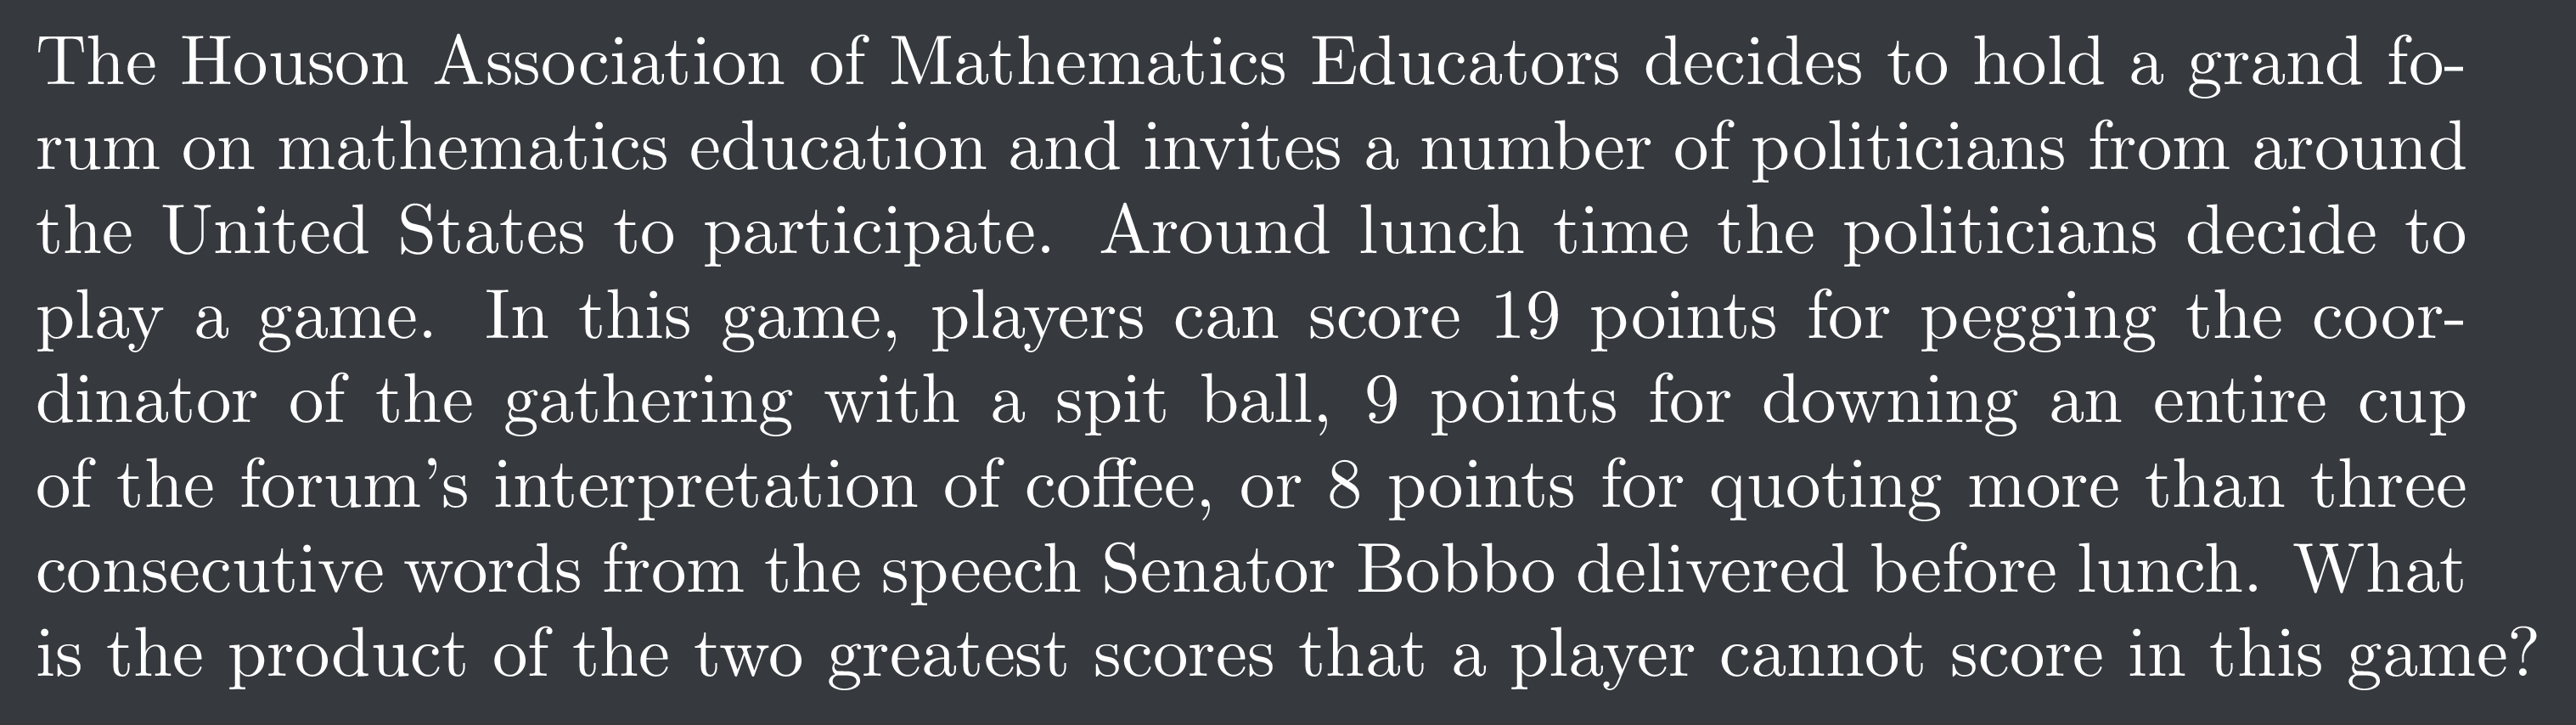 The Houson Association of Mathematics Educators decides to hold a grand fo-
rum on mathematics education and invites a number of politicians from around
the United States to participate. Around lunch time the politicians decide to
play a game. In this game, players can score 19 points for pegging the coor-
dinator of the gathering with a spit ball, 9 points for downing an entire cup
of the forum's interpretation of coffee, or 8 points for quoting more than three
consecutive words from the speech Senator Bobbo delivered before lunch. What
is the product of the two greatest scores that a player cannot score in this game?